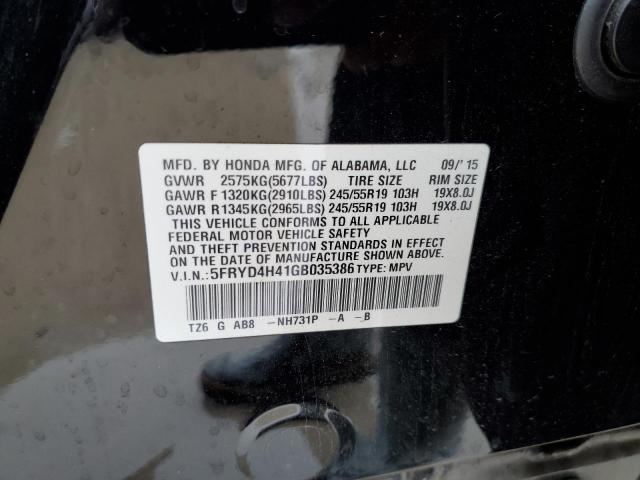 MFD. BY HONDA MFG. OF ALABAMA, LLC 09/'15
GVWR 2575KG(5677LBS) TIRE SIZE RIM SIZE
GAWR F 1320KG(2910LBS) 245/55R19 103H 19X8.0J
GAWR R1345KG(2965LBS) 245/55R19 103H 19X8.0J
THIS VEHICLE CONFORMS TO ALL APPLICABLE
FEDERAL MOTOR VEHICLE SAFETY
AND THEFT PREVENTION STANDARDS IN EFFECT
ON THE DATE OF MANUFACTURE SHOWN ABOVE.
V.I.N.: 5FRYD4H41GB035386 TYPE: MPV
TZ6 G AB8 -NH731P -A -B